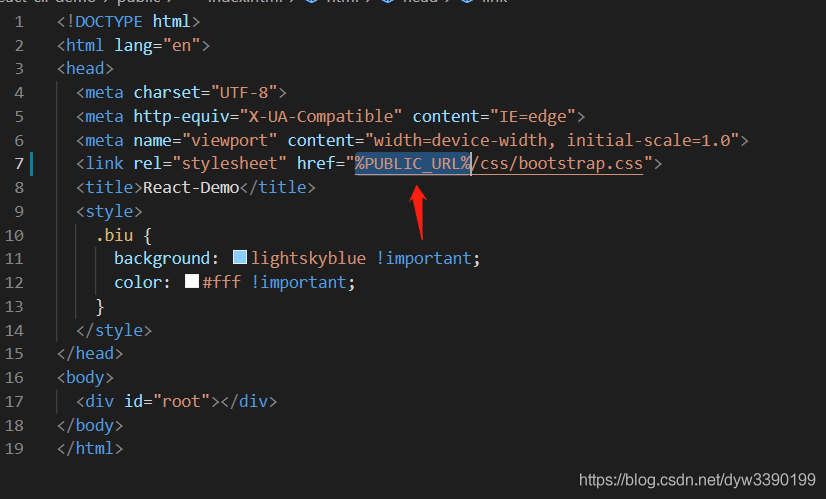 1 <!DOCTYPE html>
2 <html lang="en">
3 <head>
4 <meta charset="UTF-8">
5 <meta http-equiv="X-UA-Compatible" content="IE=edge">
6 <meta name="viewport" content="width=device-width, initial-scale=1.0">
7 <link rel="stylesheet" href="%PUBLIC_URL%/css/bootstrap.css">
8 <title>React-Demo</title>
9 <style>
10 .biu {
11 background: lightskyblue !important;
12 color: #fff !important;
13 }
14 </style>
15 </head>
16 <body>
17 <div id="root"></div>
18 </body>
19 </html>
https://blog.csdn.net/dyw3390199